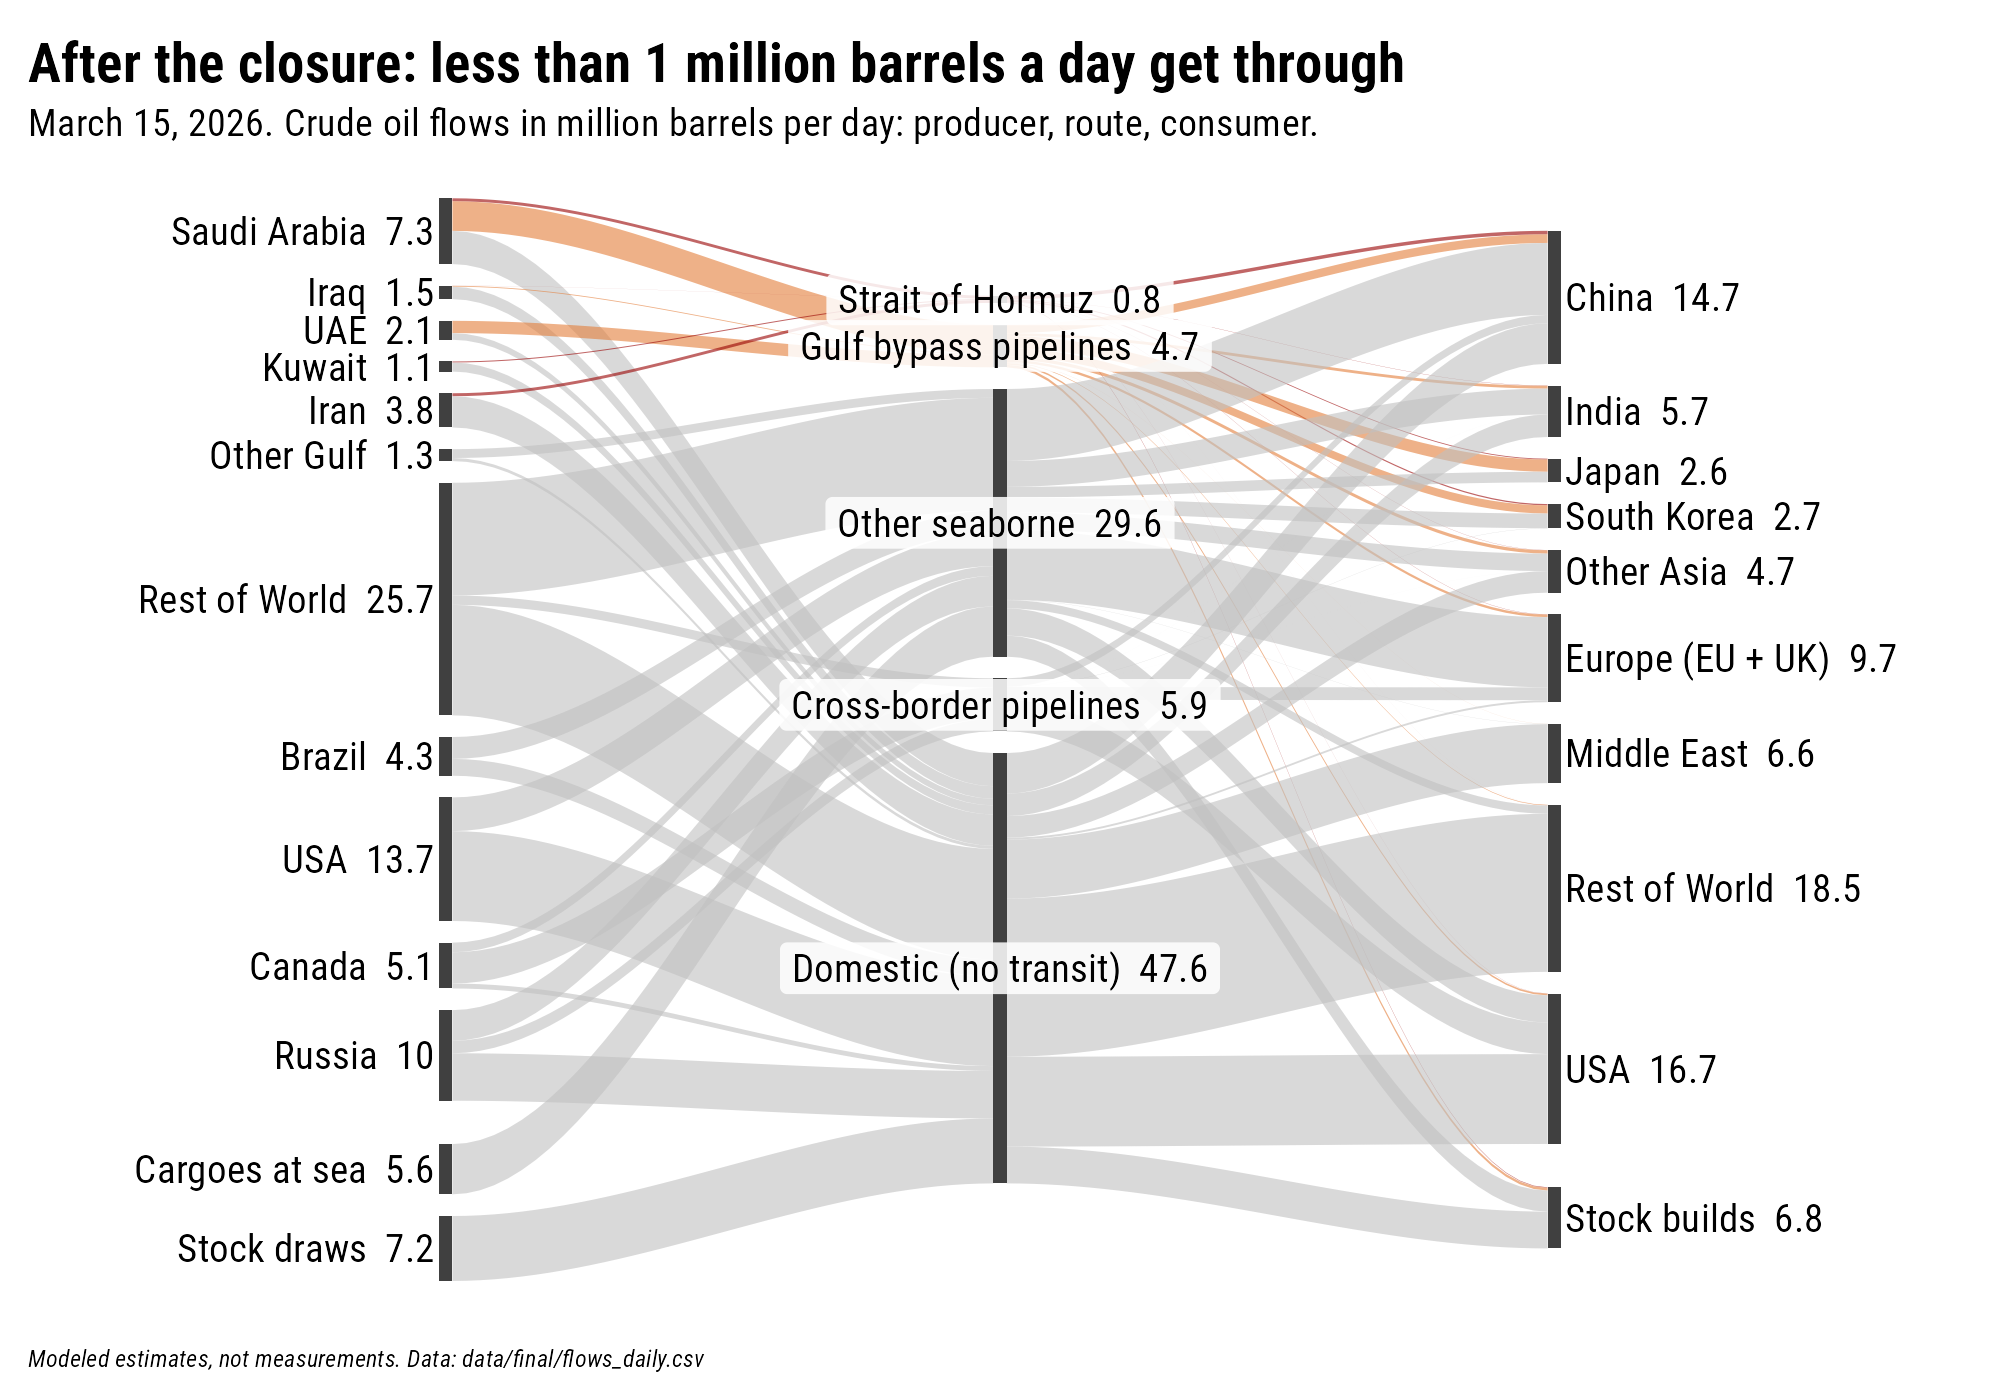 After the closure: less than 1 million barrels a day get through
March 15, 2026. Crude oil flows in million barrels per day: producer, route, consumer.
Saudi Arabia 7.3
Iraq 1.5
UAE 2.1
Kuwait 1.1
Iran 3.8
Other Gulf 1.3
Rest of World 25.7
Brazil 4.3
USA 13.7
Canada 5.1
Russia 10
Cargoes at sea 5.6
Stock draws 7.2
Strait of Hormuz 0.8
Gulf bypass pipelines 4.7
Other seaborne 29.6
Cross-border pipelines 5.9
Domestic (no transit) 47.6
China 14.7
India 5.7
Japan 2.6
South Korea 2.7
Other Asia 4.7
Europe (EU + UK) 9.7
Middle East 6.6
Rest of World 18.5
USA 16.7
Stock builds 6.8
Modeled estimates, not measurements. Data: data/final/flows_daily.csv